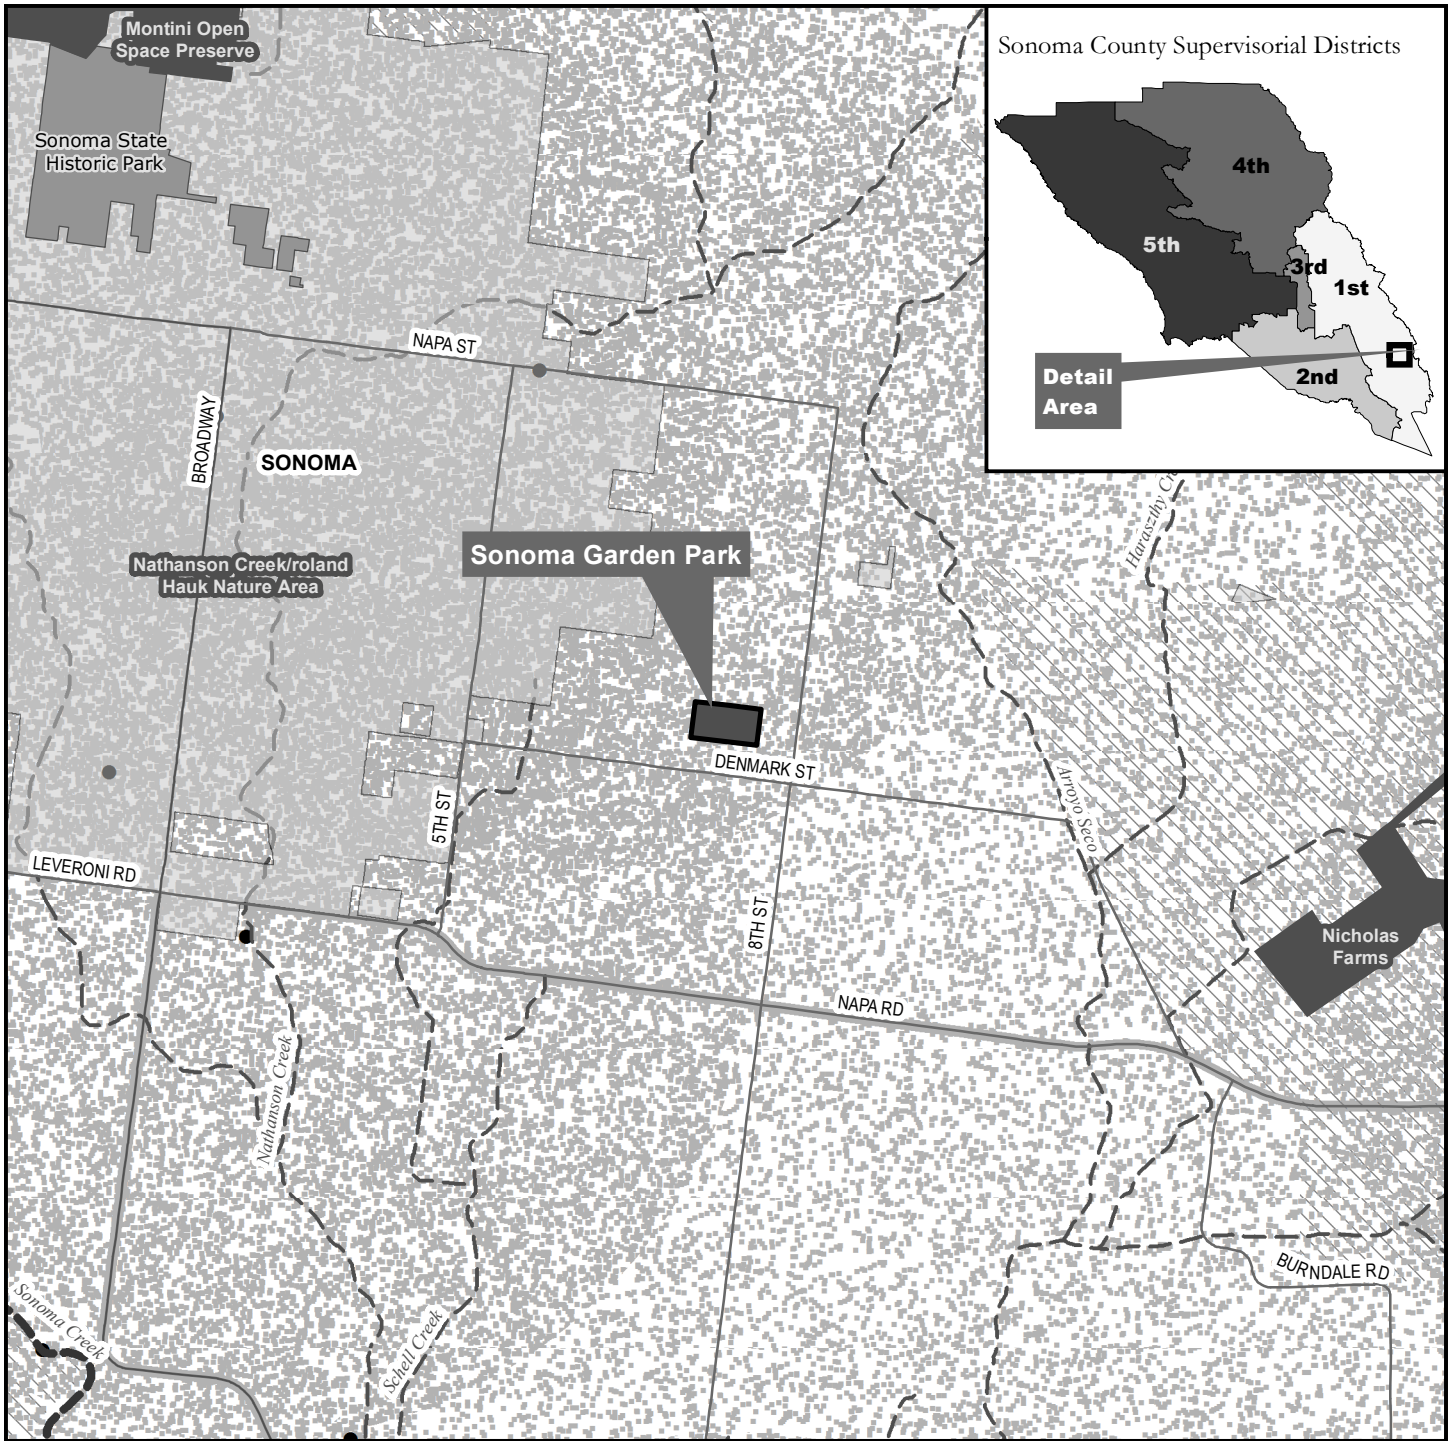 Montini Open
Space Preserve
Sonoma State
Historic Park
Sonoma County Supervisorial Districts
4th
5th
3rd
1st
2nd
Detail
Area
NAPA ST
BROADWAY
SONOMA
Nathanson Creek/roland
Hauk Nature Area
Sonoma Garden Park
DENMARK ST
5TH ST
LEVERONI RD
8TH ST
NAPA RD
Arroyo Seco
Nicholas
Farms
Nathanson Creek
Sonoma Creek
Schell Creek
BURNDALE RD
Haraszthy